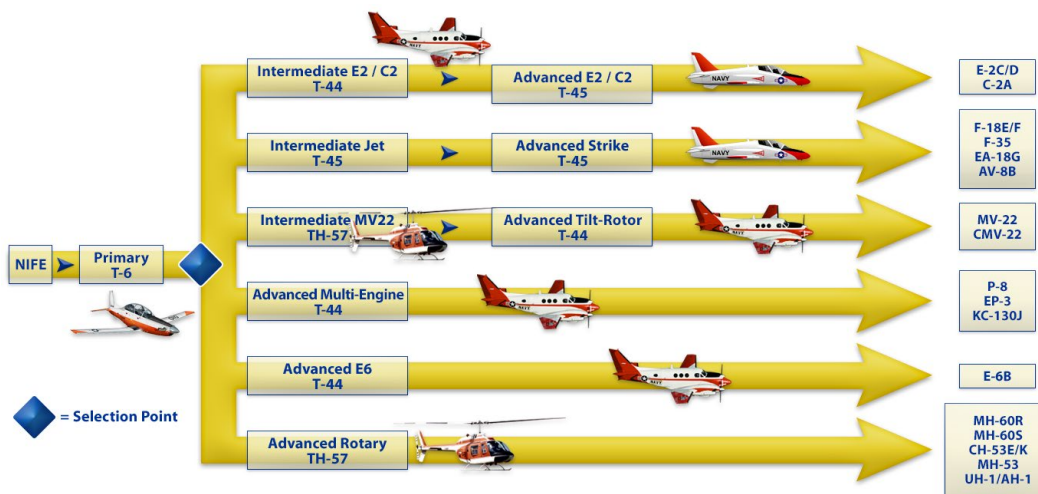 NIFE
Primary
T-6
= Selection Point
Intermediate E2 / C2
T-44
Advanced E2 / C2
T-45
NAVY
E-2C/D
C-2A
Intermediate Jet
T-45
Advanced Strike
T-45
NAVY
F-18E/F
F-35
EA-18G
AV-8B
Intermediate MV22
TH-57
Advanced Tilt-Rotor
T-44
MV-22
CMV-22
Advanced Multi-Engine
T-44
P-8
EP-3
KC-130J
Advanced E6
T-44
E-6B
Advanced Rotary
TH-57
MH-60R
MH-60S
CH-53E/K
MH-53
UH-1/AH-1